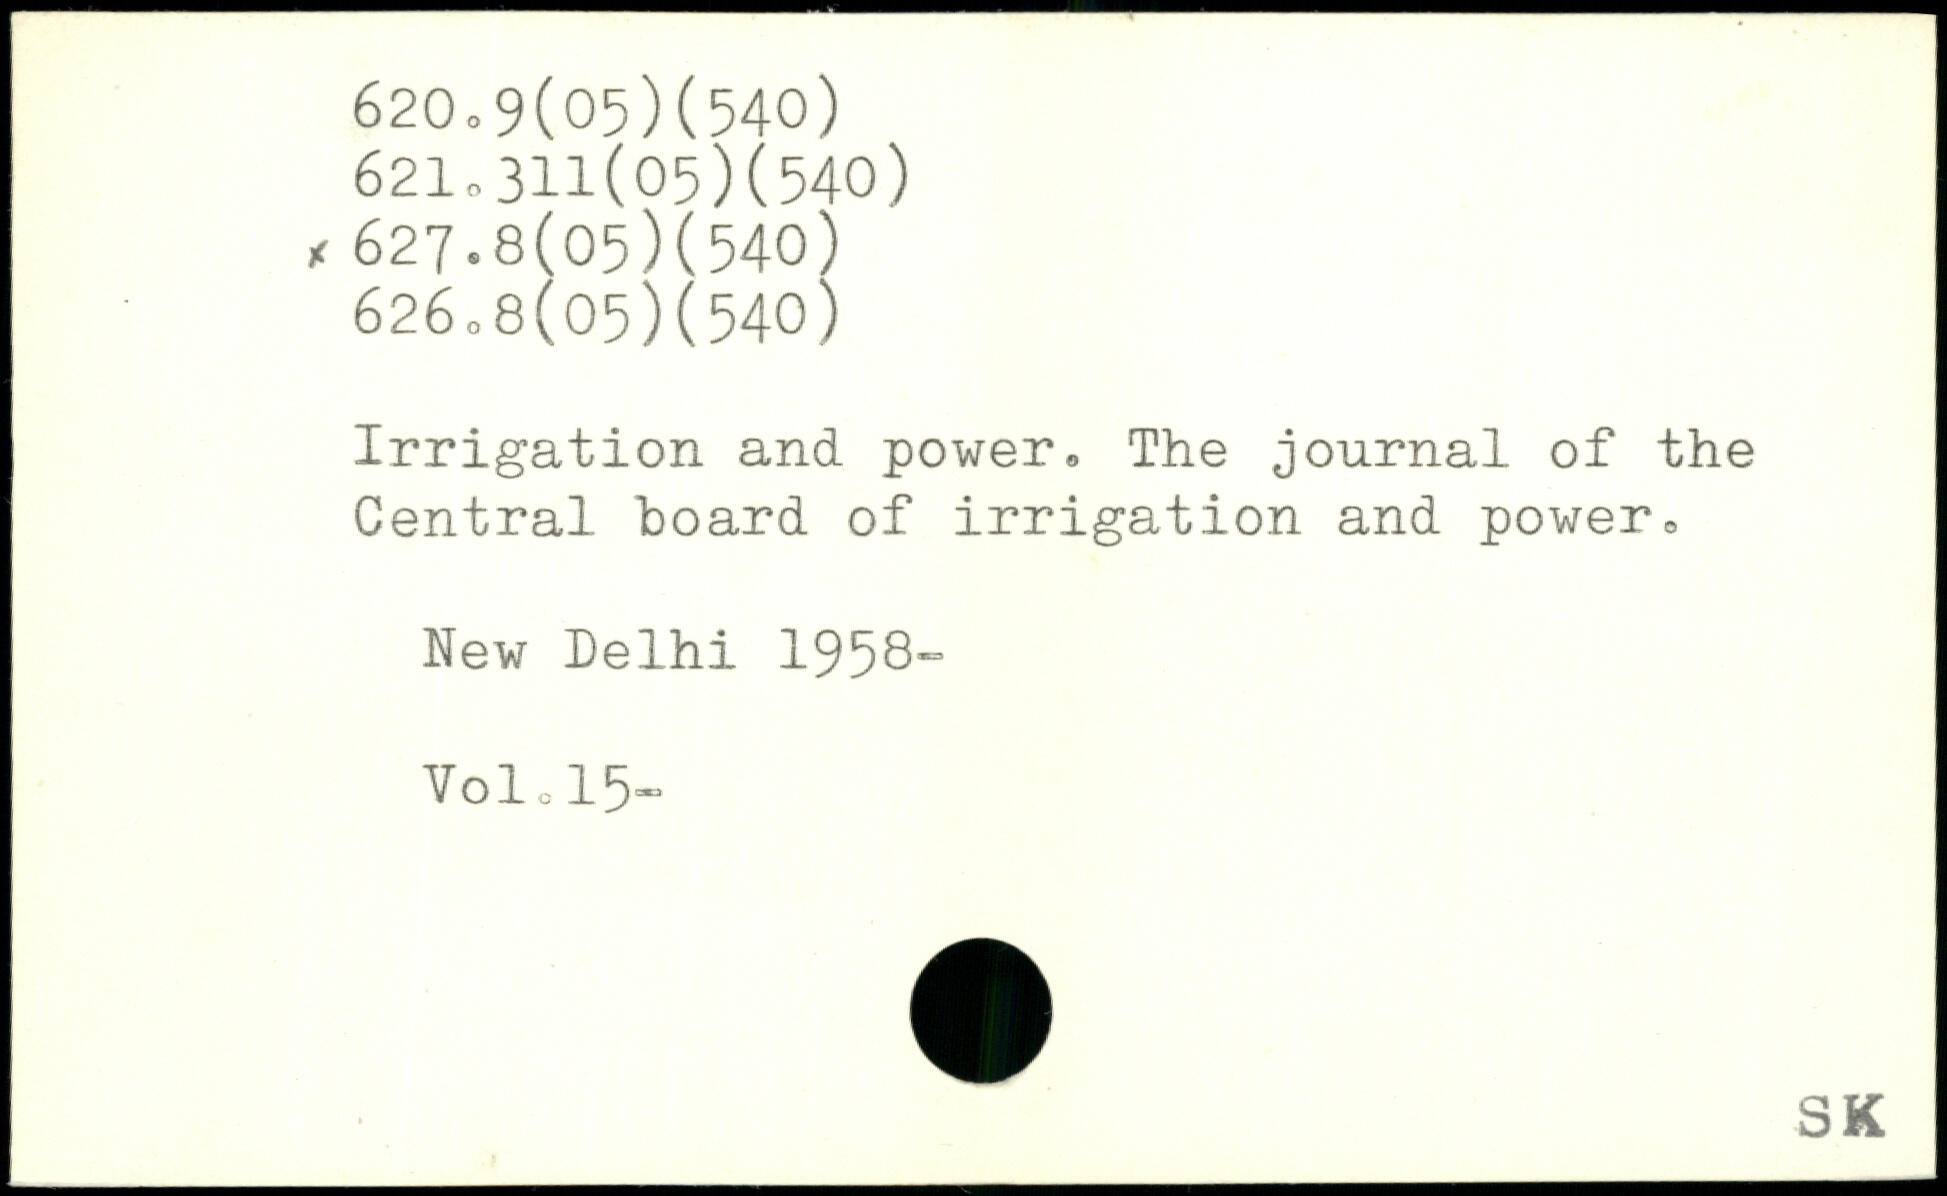 620.9(05)(540)
621.311(05)(540)
x 627.8(05)(540)
626.8(05)(540)
Irrigation and power. The journal of the
Central board of irrigation and power.
New Delhi 1958-
Vol.15-
SK